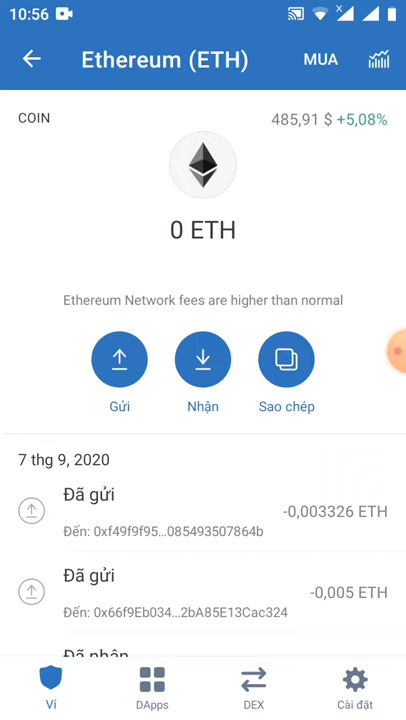 10:56
Ethereum (ETH)
MUA
COIN
485,91 $ +5,08%
0 ETH
Ethereum Network fees are higher than normal
Gửi
Nhận
Sao chép
7 thg 9, 2020
Đã gửi
-0,003326 ETH
Đến: 0xf49f9f95...085493507864b
Đã gửi
-0,005 ETH
Đến: 0x66f9Eb034...2bA85E13Cac324
Đã nhận
Ví
DApps
DEX
Cài đặt